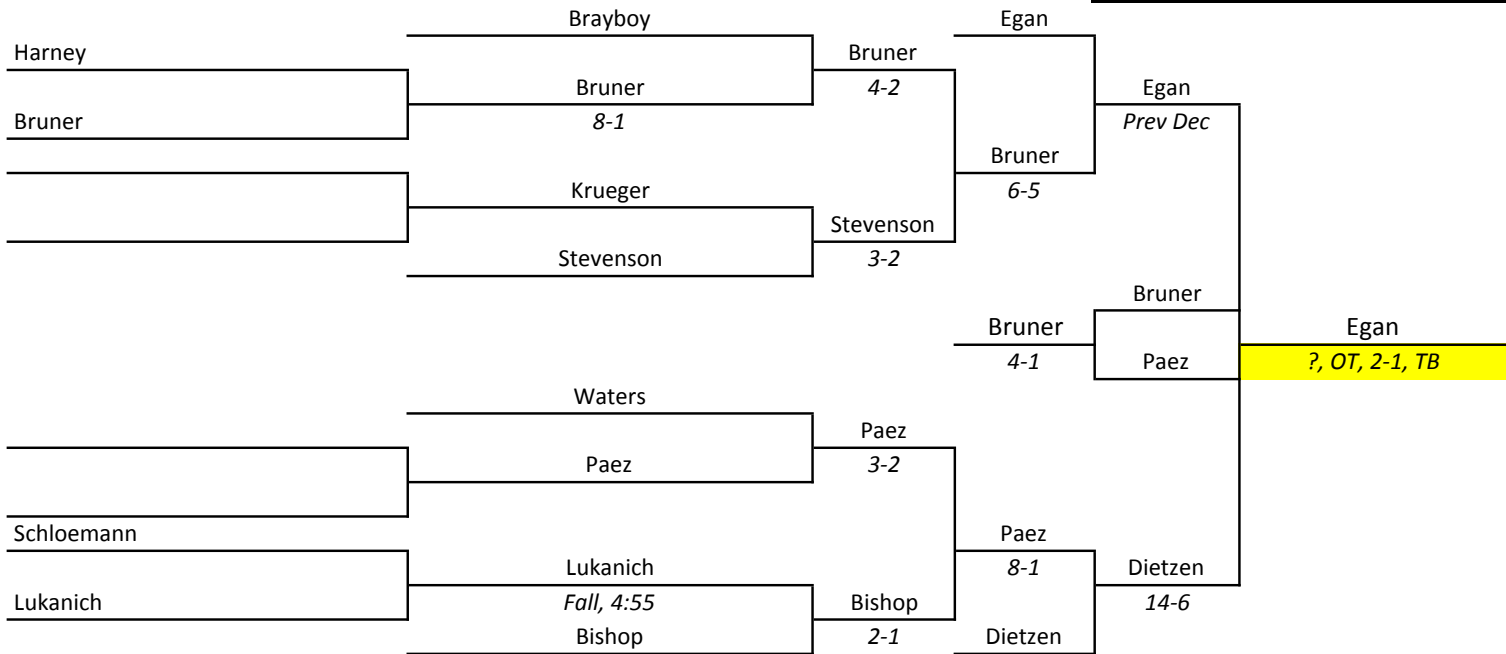 Brayboy
Egan
Harney
Bruner
Bruner
4-2
Egan
Bruner
8-1
Prev Dec
Bruner
Krueger
6-5
Stevenson
Stevenson
3-2
Bruner
Bruner
Egan
4-1
Paez
?, OT, 2-1, TB
Waters
Paez
Paez
3-2
Schloemann
Paez
Lukanich
8-1
Dietzen
Lukanich
Fall, 4:55
Bishop
14-6
Bishop
2-1
Dietzen